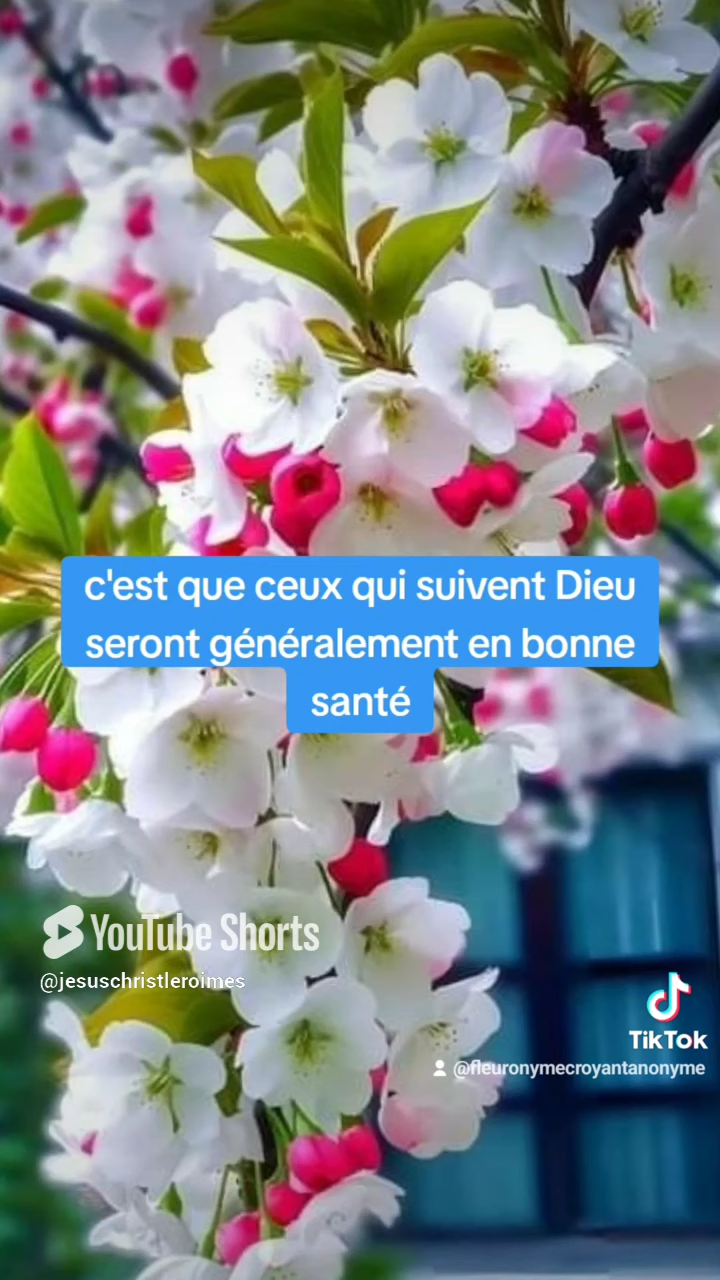 c'est que ceux qui suivent Dieu
seront généralement en bonne
santé
YouTube Shorts
@jesuschristleroimes
TikTok
@fleuronymecroyantanonyme